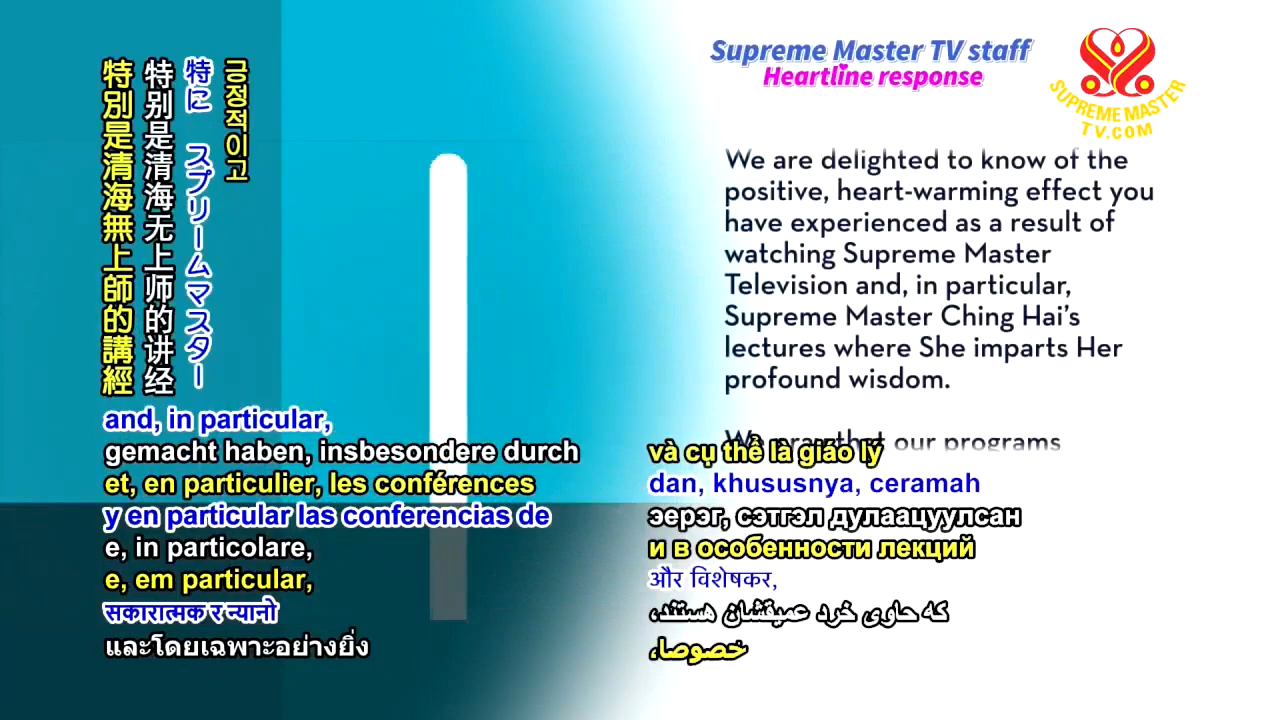 Supreme Master TV staff
Heartline response
SUPREME MASTER
TV.COM
We are delighted to know of the
positive, heart-warming effect you
have experienced as a result of
watching Supreme Master
Television and, in particular,
Supreme Master Ching Hai's
lectures where She imparts Her
profound wisdom.
We pray that our programs
긍정적이고
特に スプリームマスター
特别是清海无上师的讲经
特別是清海無上師的講經
and, in particular,
gemacht haben, insbesondere durch
et, en particulier, les conférences
y en particular las conferencias de
e, in particolare,
e, em particular,
सकारात्मक र न्यानो
และโดยเฉพาะอย่างยิ่ง
và cụ thể là giáo lý
dan, khususnya, ceramah
эерэг, сэтгэл дулаацуулсан
и в особенности лекций
और विशेषकर,
که حاوی خرد عمیقشان هستند،
خصوصا،